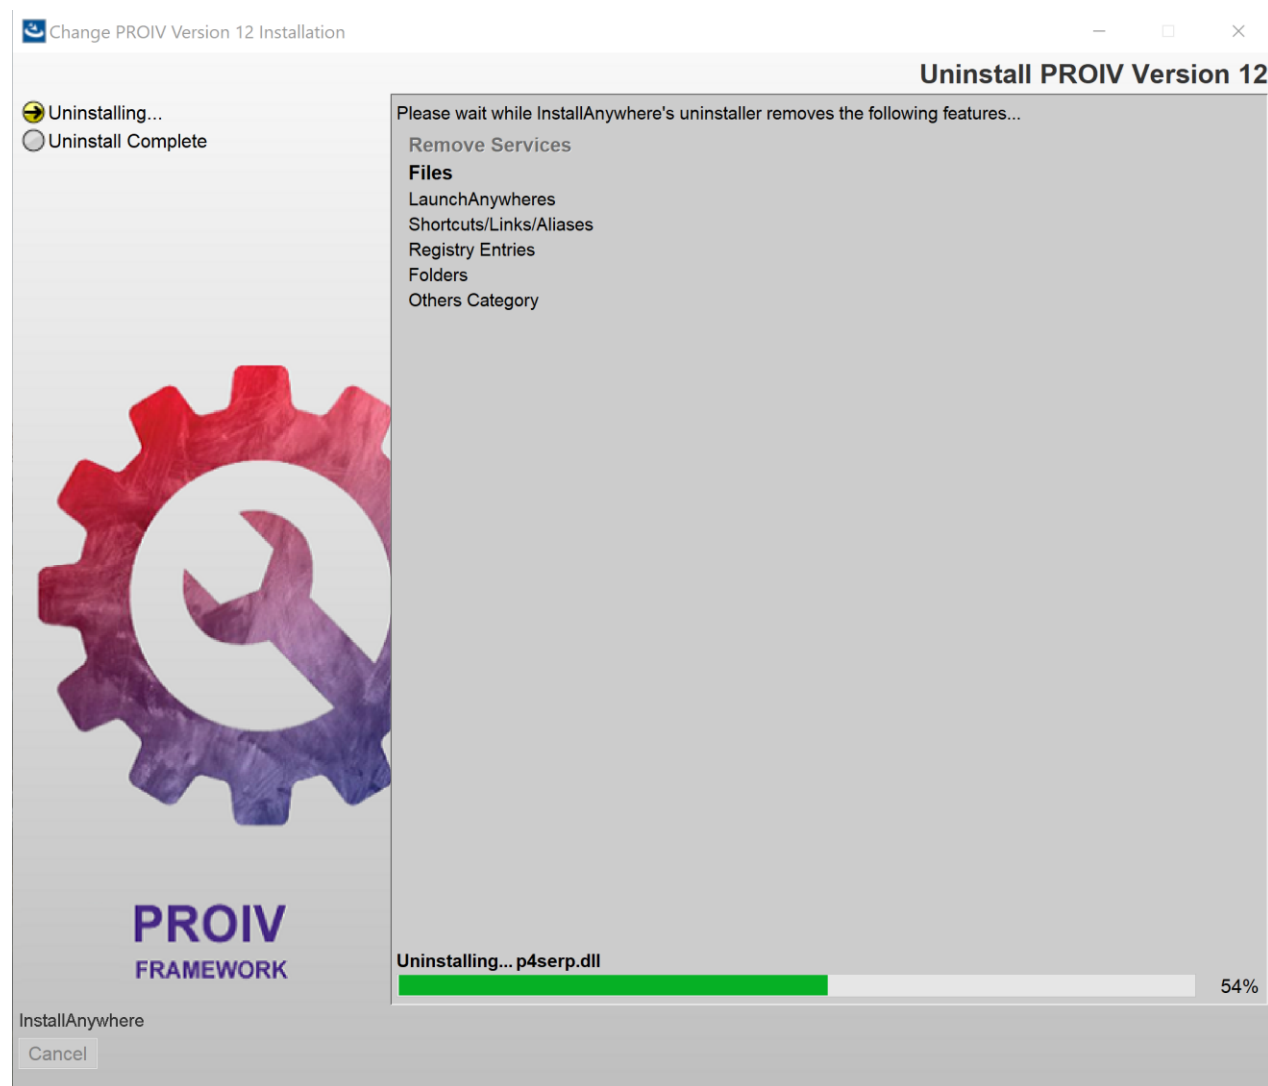 Change PROIV Version 12 Installation
Uninstall PROIV Version 12
Uninstalling...
Uninstall Complete
Please wait while InstallAnywhere's uninstaller removes the following features...
Remove Services
Files
LaunchAnywheres
Shortcuts/Links/Aliases
Registry Entries
Folders
Others Category
PROIV
FRAMEWORK
Uninstalling... p4serp.dll
54%
InstallAnywhere
Cancel